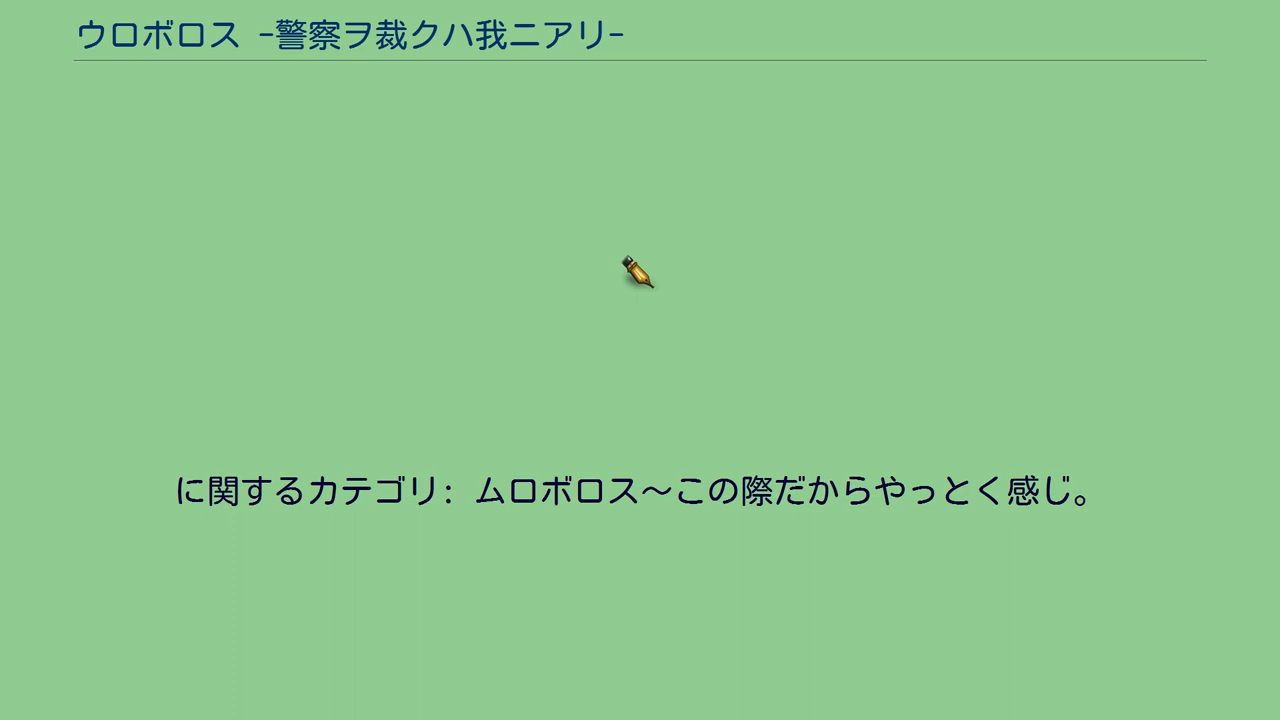 ウロボロス -警察ヲ裁クハ我ニアリ-
に関するカテゴリ: ムロボロス～この際だからやっとく感じ。